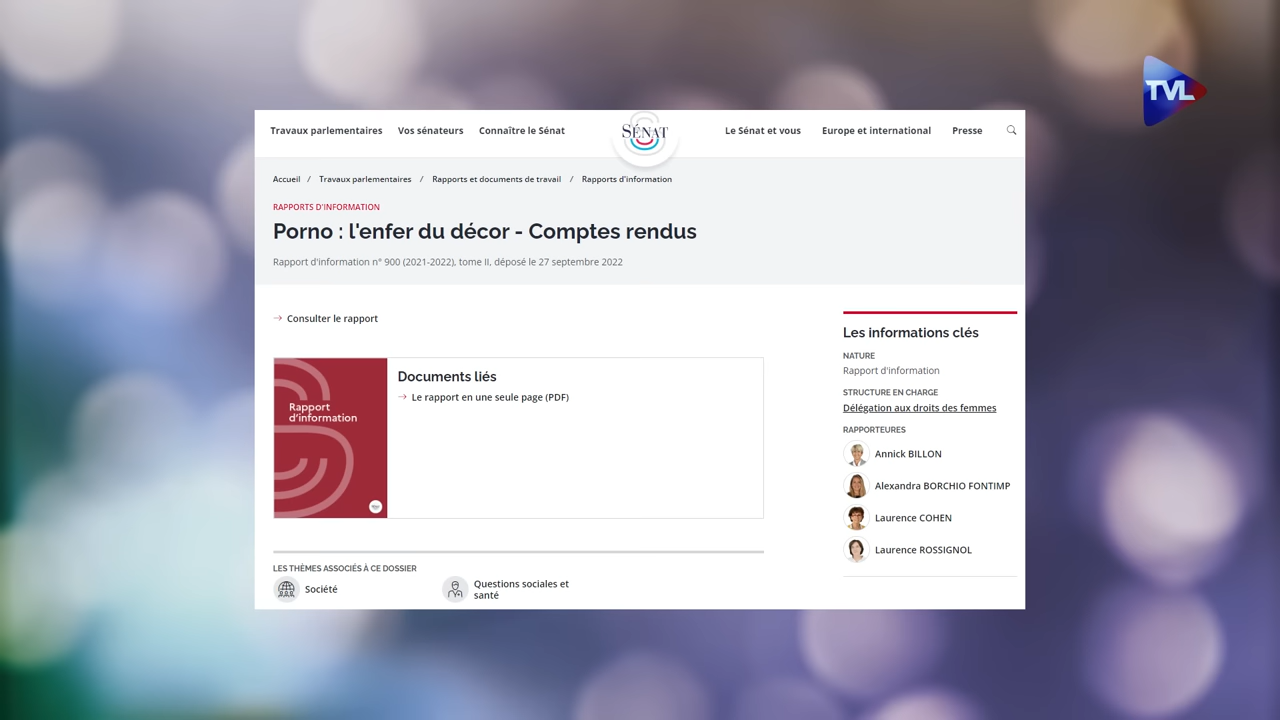 TVL
Travaux parlementaires
Vos sénateurs
Connaître le Sénat
SÉNAT
Le Sénat et vous
Europe et international
Presse
Accueil / Travaux parlementaires / Rapports et documents de travail / Rapports d'information
RAPPORTS D'INFORMATION
Porno : l'enfer du décor - Comptes rendus
Rapport d'information n° 900 (2021-2022), tome II, déposé le 27 septembre 2022
→ Consulter le rapport
Rapport
d'information
Documents liés
→ Le rapport en une seule page (PDF)
LES THÈMES ASSOCIÉS À CE DOSSIER
Société
Questions sociales et
santé
Les informations clés
NATURE
Rapport d'information
STRUCTURE EN CHARGE
Délégation aux droits des femmes
RAPPORTEURES
Annick BILLON
Alexandra BORCHIO FONTIMP
Laurence COHEN
Laurence ROSSIGNOL